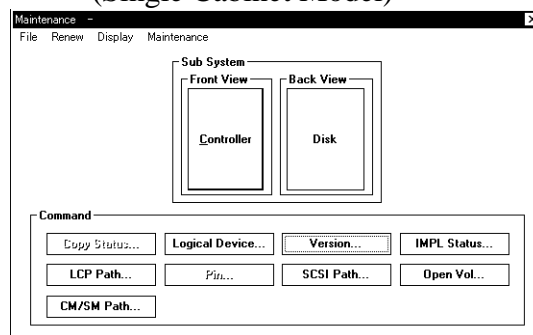 (Single Cabinet Model)
Maintenance -
File Renew Display Maintenance
Sub System
Front View Back View
Controller Disk
Command
Copy Status... Logical Device... Version... IMPL Status...
LCP Path... Pin... SCSI Path... Open Vol...
CM/SM Path...